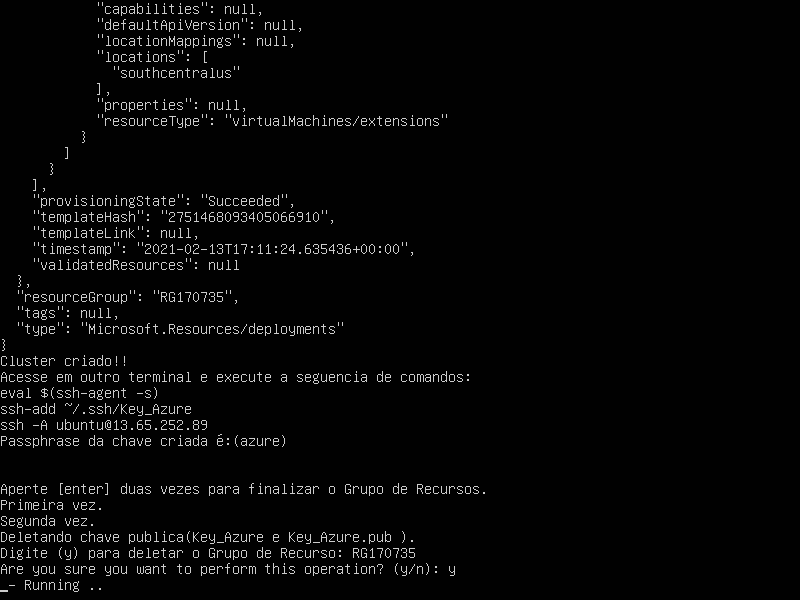 "capabilities": null,
"defaultApiVersion": null,
"locationMappings": null,
"locations": [
"southcentralus"
],
"properties": null,
"resourceType": "virtualMachines/extensions"
}
]
}
],
"provisioningState": "Succeeded",
"templateHash": "2751468093405066910",
"templateLink": null,
"timestamp": "2021-02-13T17:11:24.635436+00:00",
"validatedResources": null
},
"resourceGroup": "RG170735",
"tags": null,
"type": "Microsoft.Resources/deployments"
}
Cluster criado!!
Acesse em outro terminal e execute a seguencia de comandos:
eval $(ssh-agent -s)
ssh-add ~/.ssh/Key_Azure
ssh -A ubuntu@13.65.252.89
Passphrase da chave criada é:(azure)
Aperte [enter] duas vezes para finalizar o Grupo de Recursos.
Primeira vez.
Segunda vez.
Deletando chave publica(Key_Azure e Key_Azure.pub ).
Digite (y) para deletar o Grupo de Recurso: RG170735
Are you sure you want to perform this operation? (y/n): y
_- Running ..